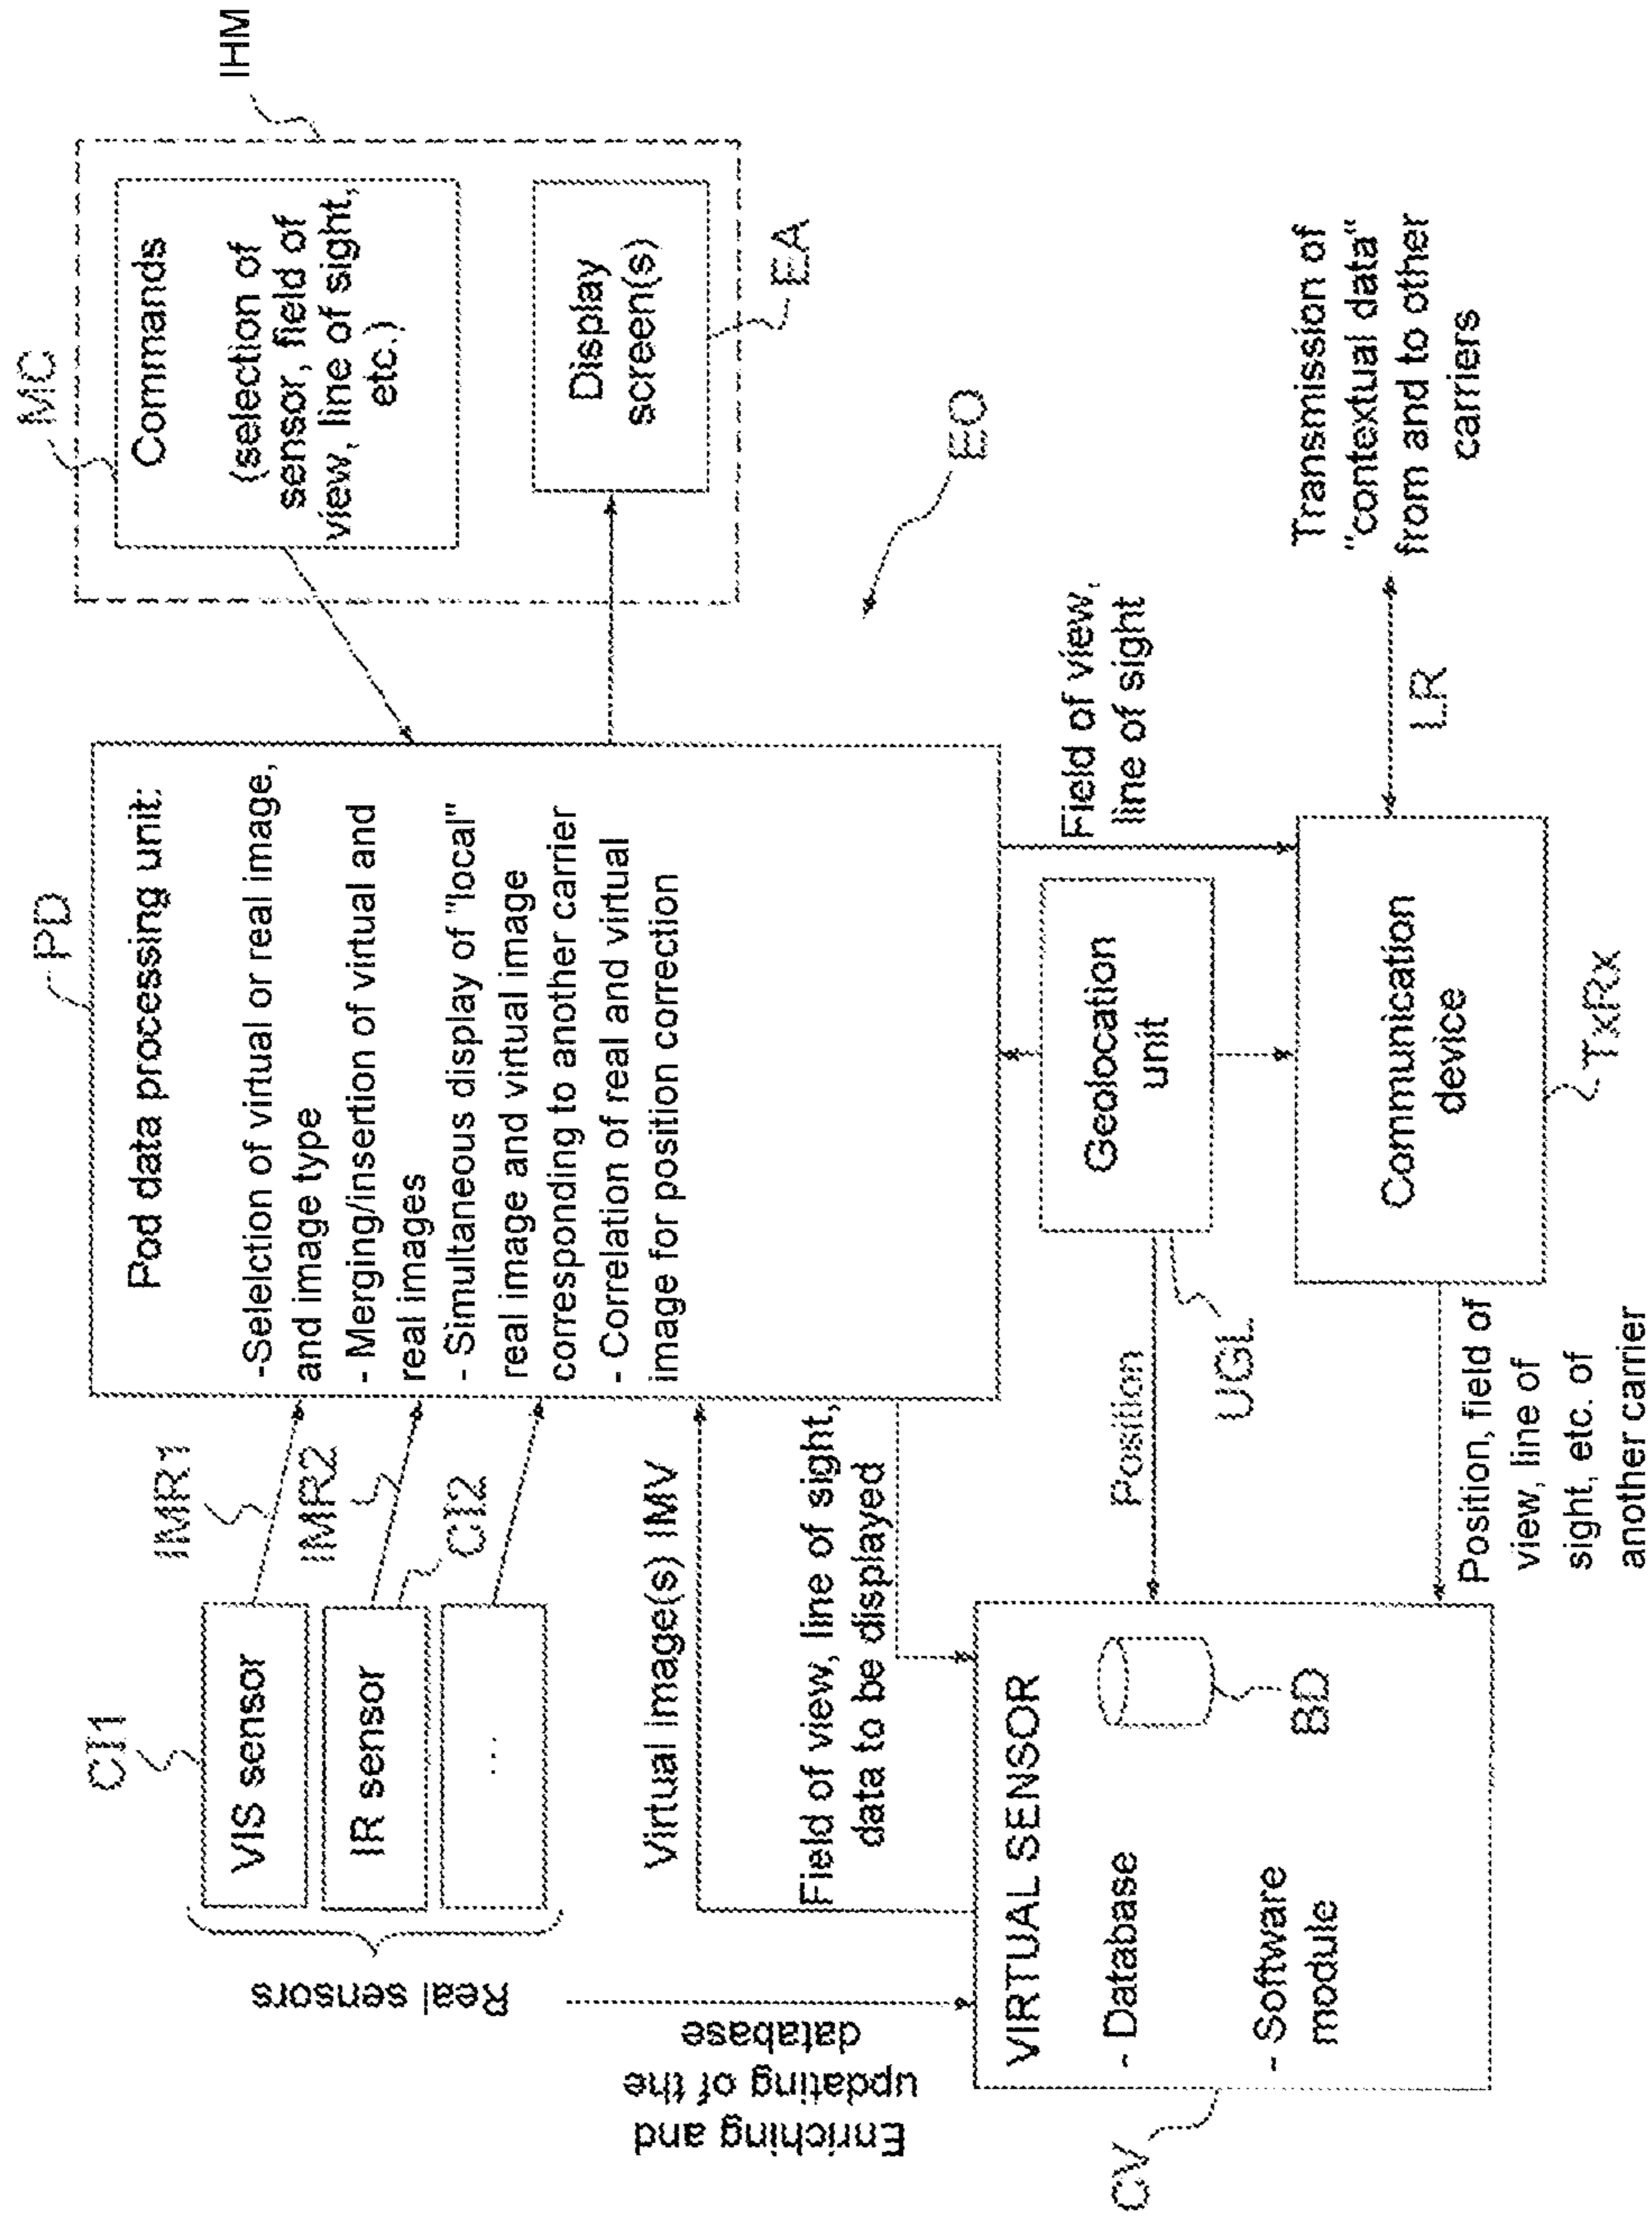 IHM
MC
Commands
(selection of
sensor, field of
view, line of sight,
etc.)
Display
screen(s)
EA
EO
PD
Pod data processing unit:
-Selelction of virtual or real image,
and image type
- Merging/insertion of virtual and
real images
- Simultaneous display of "local"
real image and virtual image
corresponding to another carrier
- Correlation of real and virtual
image for position correction
Field of view,
line of sight
Transmission of
"contextual data"
from and to other
carriers
LR
Geolocation
unit
UGL
Communication
device
TxRx
Position
Position, field of
view, line of
sight, etc. of
another carrier
IMR1
IMR2
CI2
CI1
VIS sensor
IR sensor
...
Real sensors
Virtual image(s) IMV
Field of view, line of sight,
data to be displayed
Enriching and
updating of the
database
VIRTUAL SENSOR
- Database
- Software
module
BD
CV